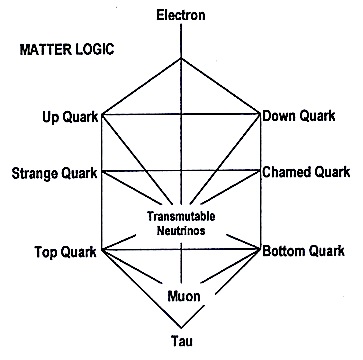 Electron
MATTER LOGIC
Up Quark
Down Quark
Strange Quark
Chamed Quark
Transmutable
Neutrinos
Top Quark
Bottom Quark
Muon
Tau